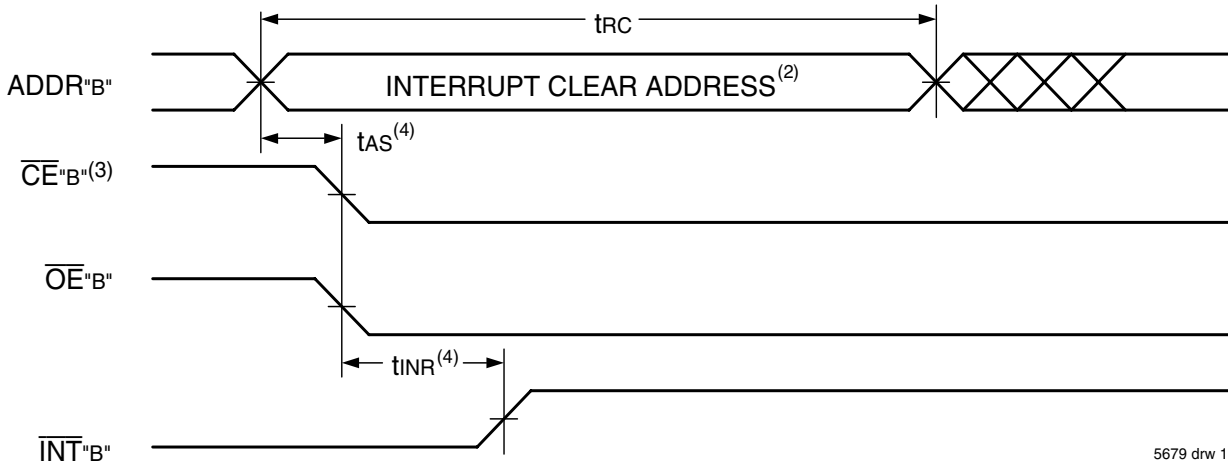 tRC
ADDR"B"
INTERRUPT CLEAR ADDRESS(2)
tAS(4)
CE"B"(3)
OE"B"
tINR(4)
INT"B"
5679 drw 1